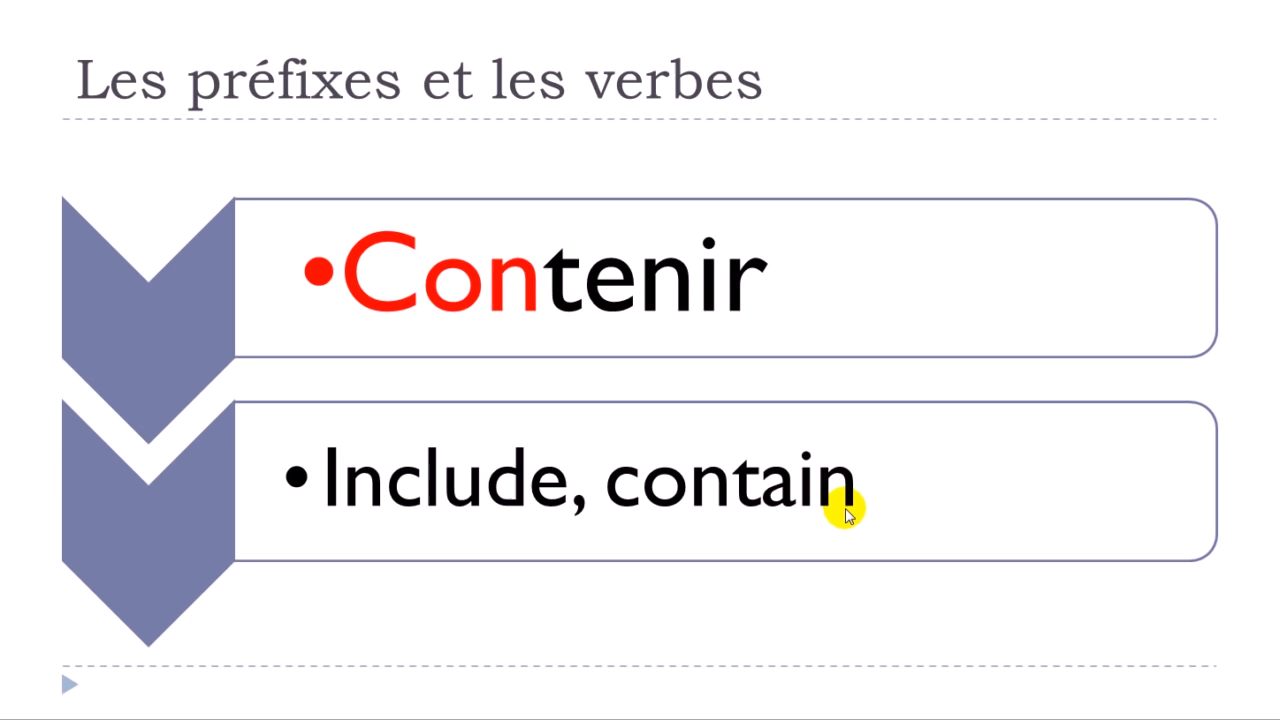 Les préfixes et les verbes
•Contenir
•Include, contain